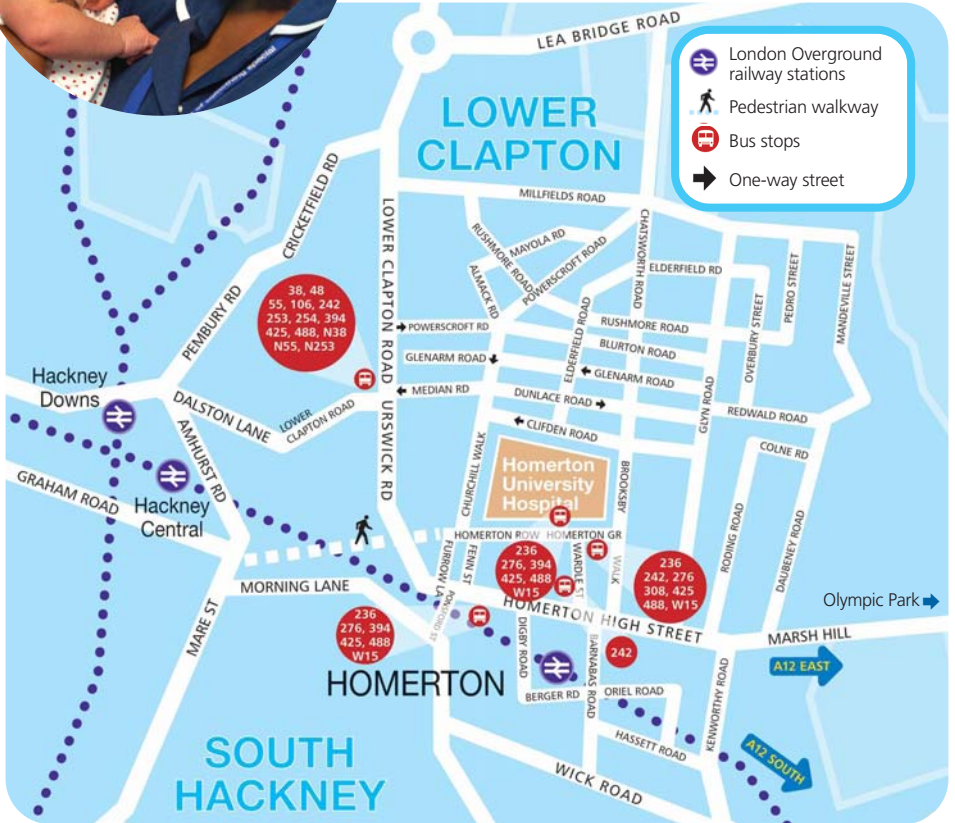 LEA BRIDGE ROAD
London Overground
railway stations
Pedestrian walkway
Bus stops
One-way street
LOWER
CLAPTON
MILLFIELDS ROAD
CRICKETFIELD RD
LOWER CLAPTON ROAD
RUSHMORE ROAD
MAYOLA RD
POWERSCROFT ROAD
CHATSWORTH ROAD
ALMACK RD
ELDERFIELD RD
PEDRO STREET
MANDEVILLE STREET
38, 48
55, 106, 242
253, 254, 394
425, 488, N38
N55, N253
PEMBURY RD
POWERSCROFT RD
ELDERFIELD ROAD
RUSHMORE ROAD
OVERBURY STREET
BLURTON ROAD
GLENARM ROAD
GLENARM ROAD
Hackney
Downs
MEDIAN RD
DUNLACE ROAD
GLYN ROAD
REDWALD ROAD
DALSTON LANE
LOWER
CLAPTON ROAD
URSWICK RD
CLIFDEN ROAD
COLNE RD
AMHURST RD
CHURCHILL WALK
Homerton
University
Hospital
BROOKSBY
WALK
GRAHAM ROAD
Hackney
Central
RODING ROAD
DAUBENEY ROAD
HOMERTON ROW
HOMERTON GR
FURROW LA
FENN ST
WARDLE ST
236
276, 394
425, 488
W15
236
242, 276
308, 425
488, W15
MORNING LANE
HOMERTON HIGH STREET
Olympic Park
MARE ST
PONSFORD ST
236
276, 394
425, 488
W15
DIGBY ROAD
BARNABAS ROAD
242
MARSH HILL
A12 EAST
HOMERTON
BERGER RD
ORIEL ROAD
KENWORTHY ROAD
HASSETT ROAD
A12 SOUTH
SOUTH
HACKNEY
WICK ROAD